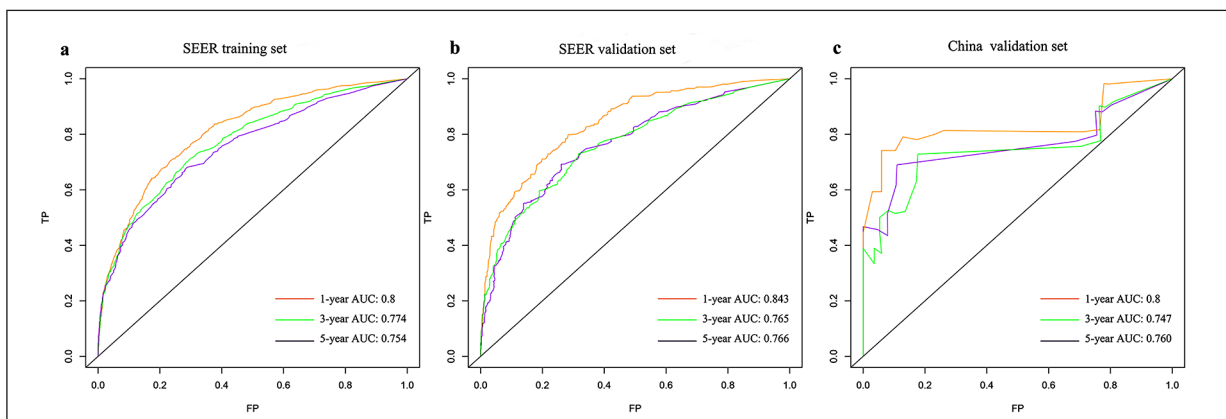 a SEER training set
1.0
0.8
0.6
0.4
0.2
0.0
TP
1-year AUC: 0.8
3-year AUC: 0.774
5-year AUC: 0.754
0.0 0.2 0.4 0.6 0.8 1.0
FP
b SEER validation set
1.0
0.8
0.6
0.4
0.2
0.0
TP
1-year AUC: 0.843
3-year AUC: 0.765
5-year AUC: 0.766
0.0 0.2 0.4 0.6 0.8 1.0
FP
c China validation set
1.0
0.8
0.6
0.4
0.2
0.0
TP
1-year AUC: 0.8
3-year AUC: 0.747
5-year AUC: 0.760
0.0 0.2 0.4 0.6 0.8 1.0
FP